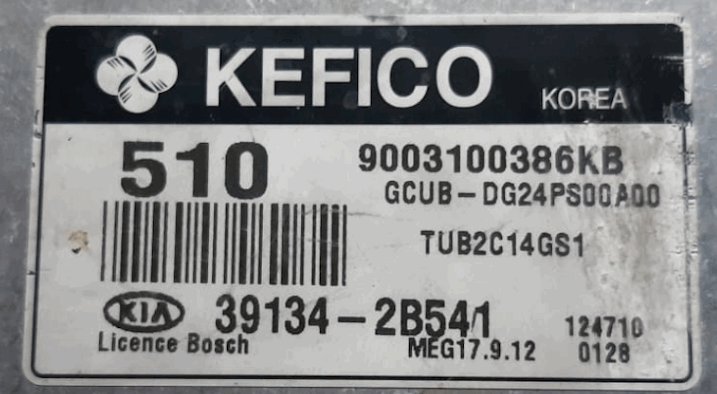 KEFICO KOREA
510 9003100386KB
GCUB-DG24PS00A00
TUB2C14GS1
KIA 39134-2B541 124710
Licence Bosch MEG17.9.12 0128